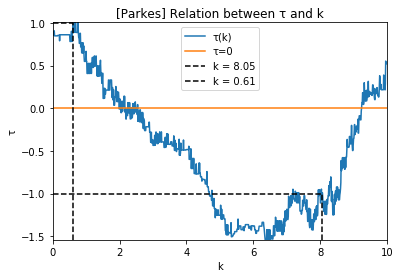 [Parkes] Relation between τ and k
τ(k)
τ=0
k = 8.05
k = 0.61
1.0
0.5
0.0
−0.5
−1.0
−1.5
τ
0 2 4 6 8 10
k